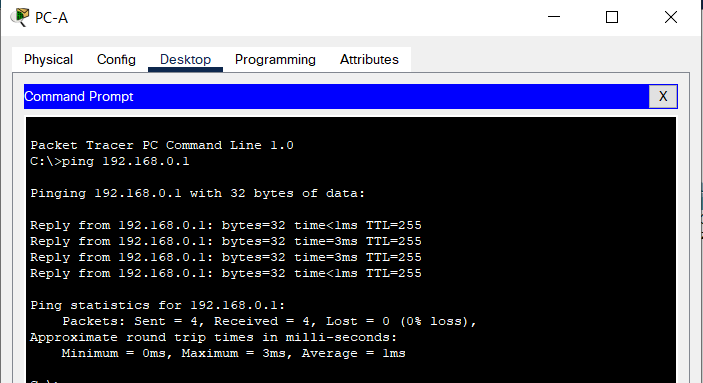 PC-A
Physical Config Desktop Programming Attributes
Command Prompt X
Packet Tracer PC Command Line 1.0
C:\>ping 192.168.0.1
Pinging 192.168.0.1 with 32 bytes of data:
Reply from 192.168.0.1: bytes=32 time<1ms TTL=255
Reply from 192.168.0.1: bytes=32 time=3ms TTL=255
Reply from 192.168.0.1: bytes=32 time=3ms TTL=255
Reply from 192.168.0.1: bytes=32 time<1ms TTL=255
Ping statistics for 192.168.0.1:
Packets: Sent = 4, Received = 4, Lost = 0 (0% loss),
Approximate round trip times in milli-seconds:
Minimum = 0ms, Maximum = 3ms, Average = 1ms